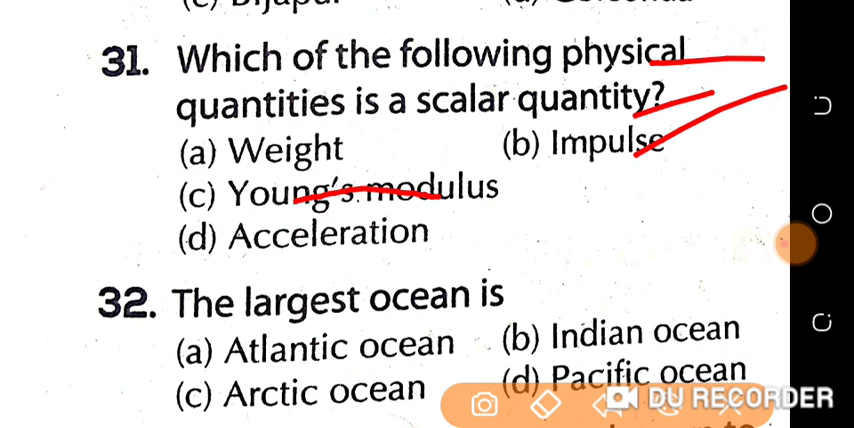 (c) Bijapur
31. Which of the following physical
quantities is a scalar quantity?
(a) Weight (b) Impulse
(c) Young's modulus
(d) Acceleration
32. The largest ocean is
(a) Atlantic ocean (b) Indian ocean
(c) Arctic ocean (d) Pacific ocean
DU RECORDER